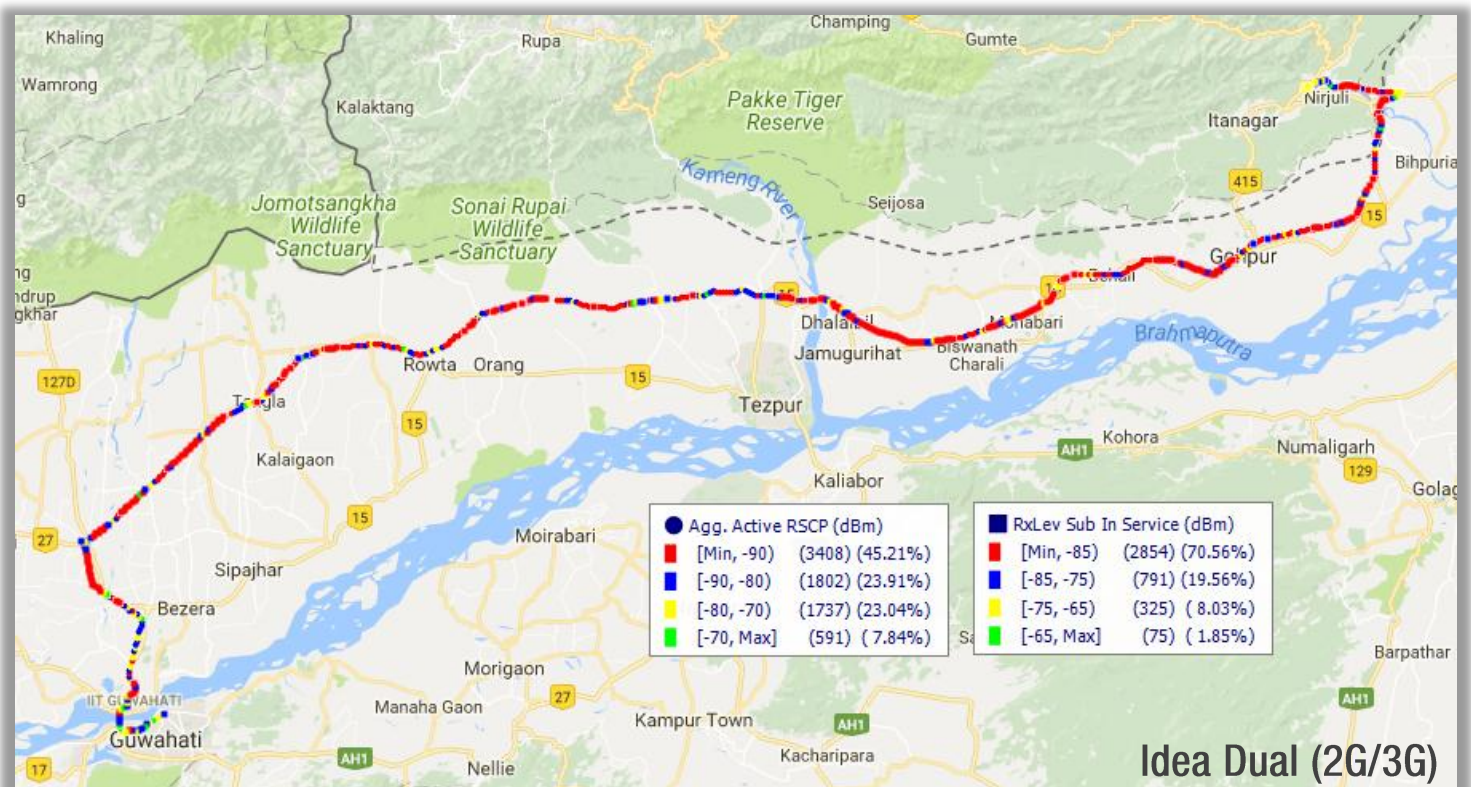 Khaling
Rupa
Champing
Gumte
Wamrong
Kalaktang
Pakke Tiger
Reserve
Nirjuli
Itanagar
Bihpuria
Kameng River
415
Seijosa
Jomotsangkha
Wildlife
Sanctuary
Sonai Rupai
Wildlife
Sanctuary
15
Dhalaibil
Jamugurihat
Biswanath
Charali
Brahmaputra
127D
Rowta
Orang
15
Tezpur
15
Kalaigaon
AH1
Kohora
Numaligarh
129
Kaliabor
27
15
Moirabari
Sipajhar
Bezera
Agg. Active RSCP (dBm)
[Min, -90) (3408) (45.21%)
[-90, -80) (1802) (23.91%)
[-80, -70) (1737) (23.04%)
[-70, Max] (591) ( 7.84%)
RxLev Sub In Service (dBm)
[Min, -85) (2854) (70.56%)
[-85, -75) (791) (19.56%)
[-75, -65) (325) ( 8.03%)
[-65, Max] (75) ( 1.85%)
Barpathar
Morigaon
27
IIT GUWAHATI
Manaha Gaon
Kampur Town
AH1
AH1
Guwahati
AH1
Kacharipara
Nellie
17
Idea Dual (2G/3G)